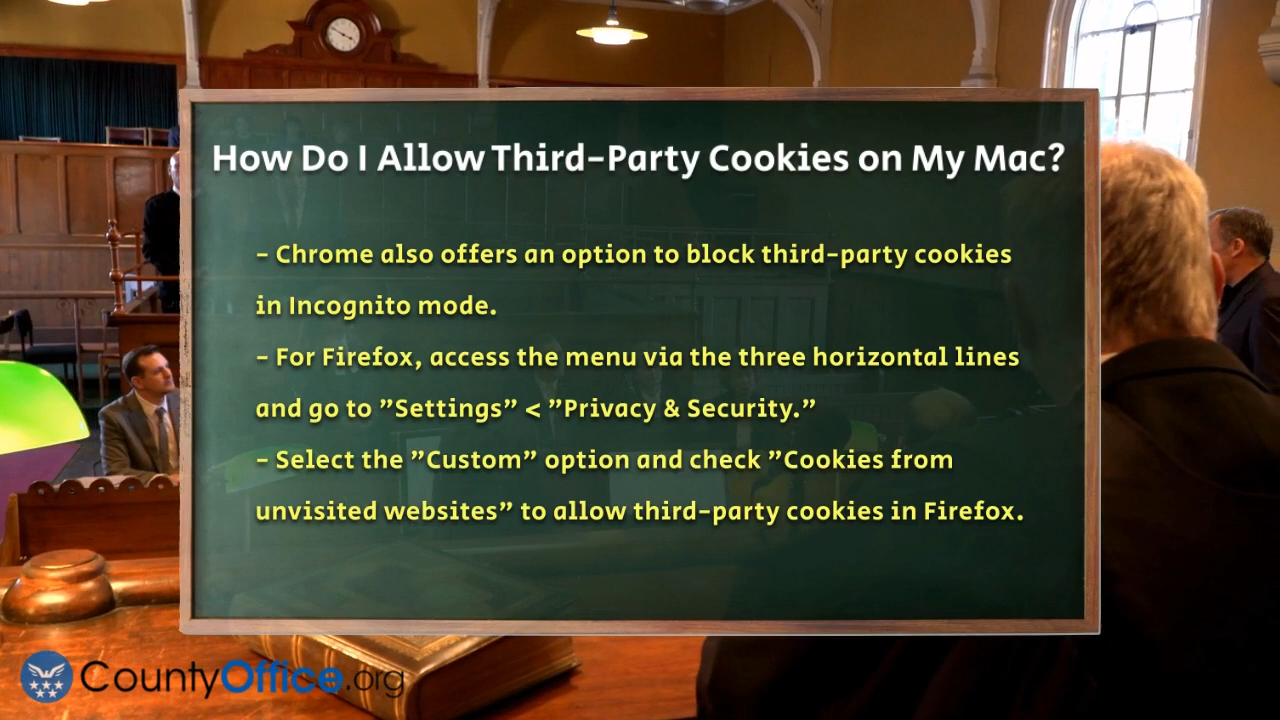 How Do I Allow Third-Party Cookies on My Mac?
- Chrome also offers an option to block third-party cookies
in Incognito mode.
- For Firefox, access the menu via the three horizontal lines
and go to ”Settings” < ”Privacy & Security.”
- Select the ”Custom” option and check ”Cookies from
unvisited websites” to allow third-party cookies in Firefox.
CountyOffice.org